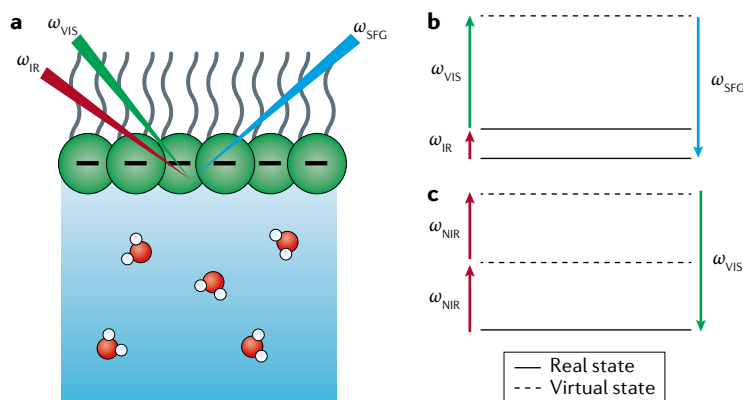 a
ωVIS
ωIR
ωSFG
− − − − − −
b
ωVIS
ωIR
ωSFG
c
ωNIR
ωNIR
ωVIS
Real state
Virtual state